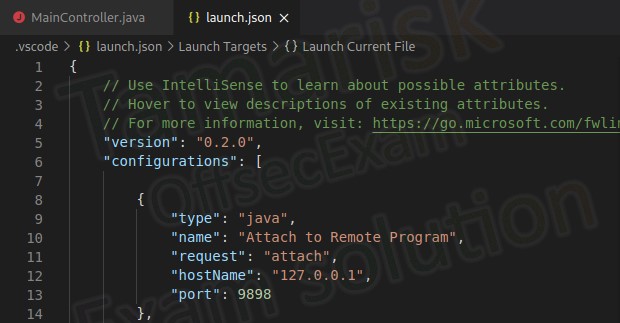 MainController.java
launch.json
.vscode > launch.json > Launch Targets > {} Launch Current File
1 {
2 // Use IntelliSense to learn about possible attributes.
3 // Hover to view descriptions of existing attributes.
4 // For more information, visit: https://go.microsoft.com/fwlin
5 "version": "0.2.0",
6 "configurations": [
7
8 {
9 "type": "java",
10 "name": "Attach to Remote Program",
11 "request": "attach",
12 "hostName": "127.0.0.1",
13 "port": 9898
14 },
Tamarisk
OffsecExam
Exam solution